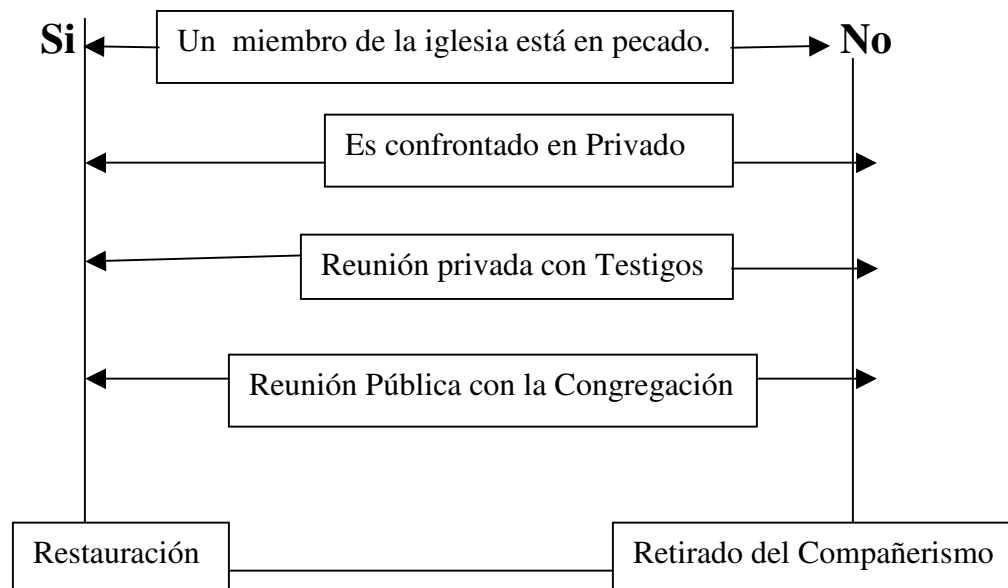 Si
Un miembro de la iglesia está en pecado.
No
Es confrontado en Privado
Reunión privada con Testigos
Reunión Pública con la Congregación
Restauración
Retirado del Compañerismo